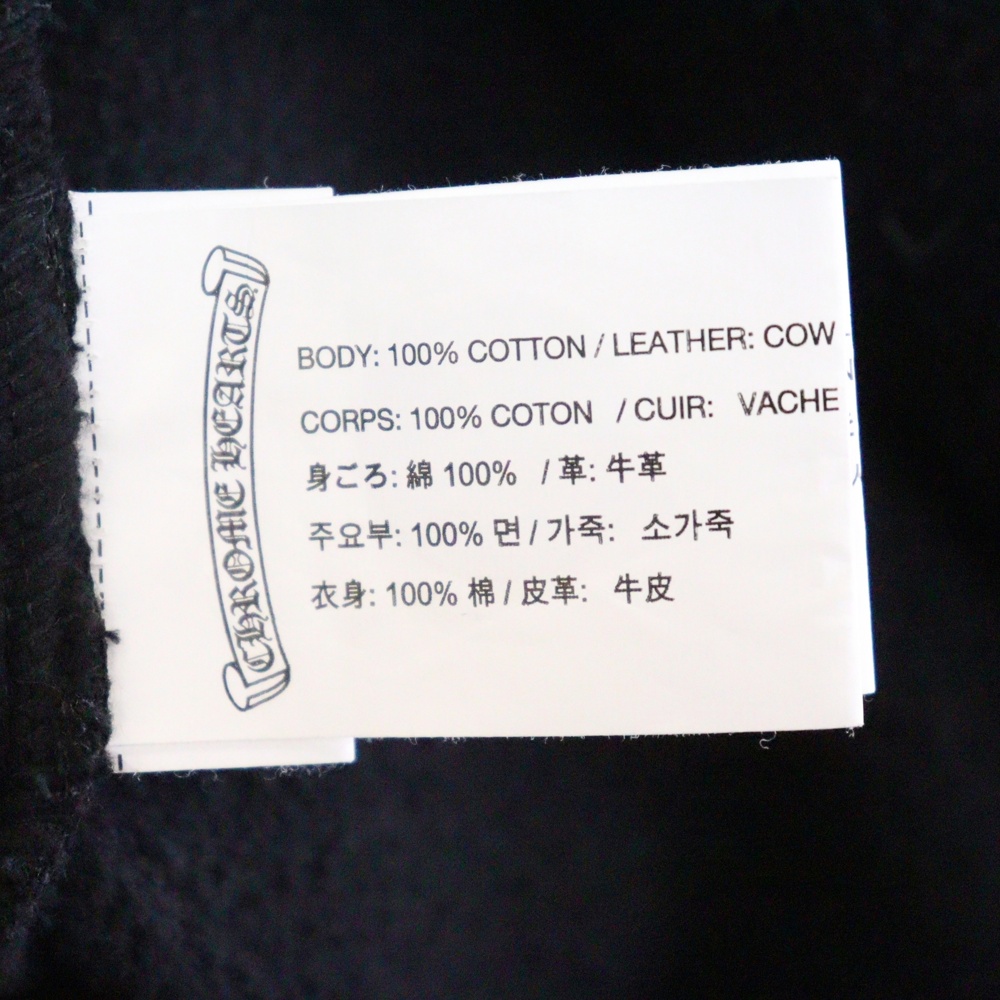 CHROME HEARTS
BODY: 100% COTTON / LEATHER: COW
CORPS: 100% COTON / CUIR: VACHE
身ごろ: 綿 100% / 革: 牛革
주요부: 100% 면 / 가죽: 소가죽
衣身: 100% 棉 / 皮革: 牛皮